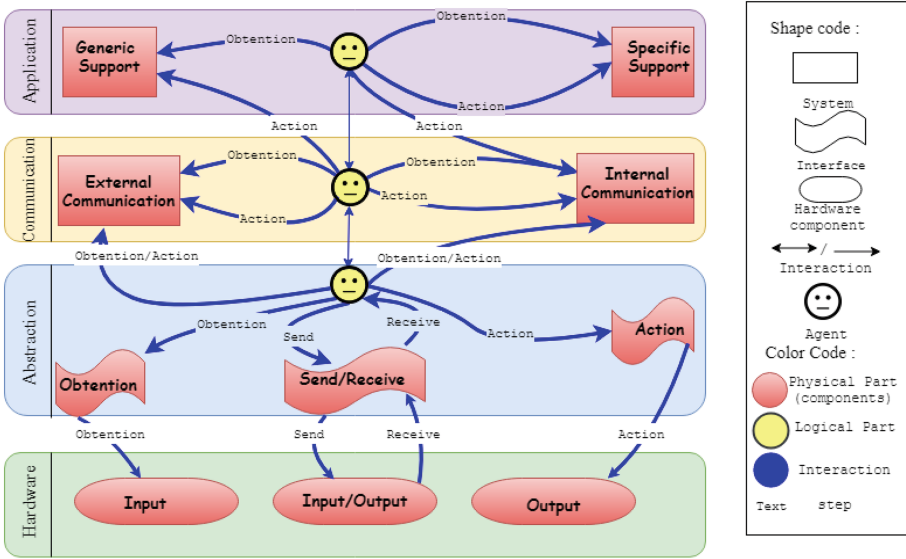 Application
Generic
Support
Obtention
Obtention
Specific
Support
Action
Action
Action
Communication
External
Communication
Obtention
Action
Obtention
Action
Internal
Communication
Obtention/Action
Obtention/Action
Abstraction
Obtention
Send
Receive
Action
Obtention
Send/Receive
Action
Obtention
Send
Receive
Action
Hardware
Input
Input/Output
Output
Shape code :
System
Interface
Hardware
component
/
Interaction
Agent
Color Code :
Physical Part
(components)
Logical Part
Interaction
Text
step